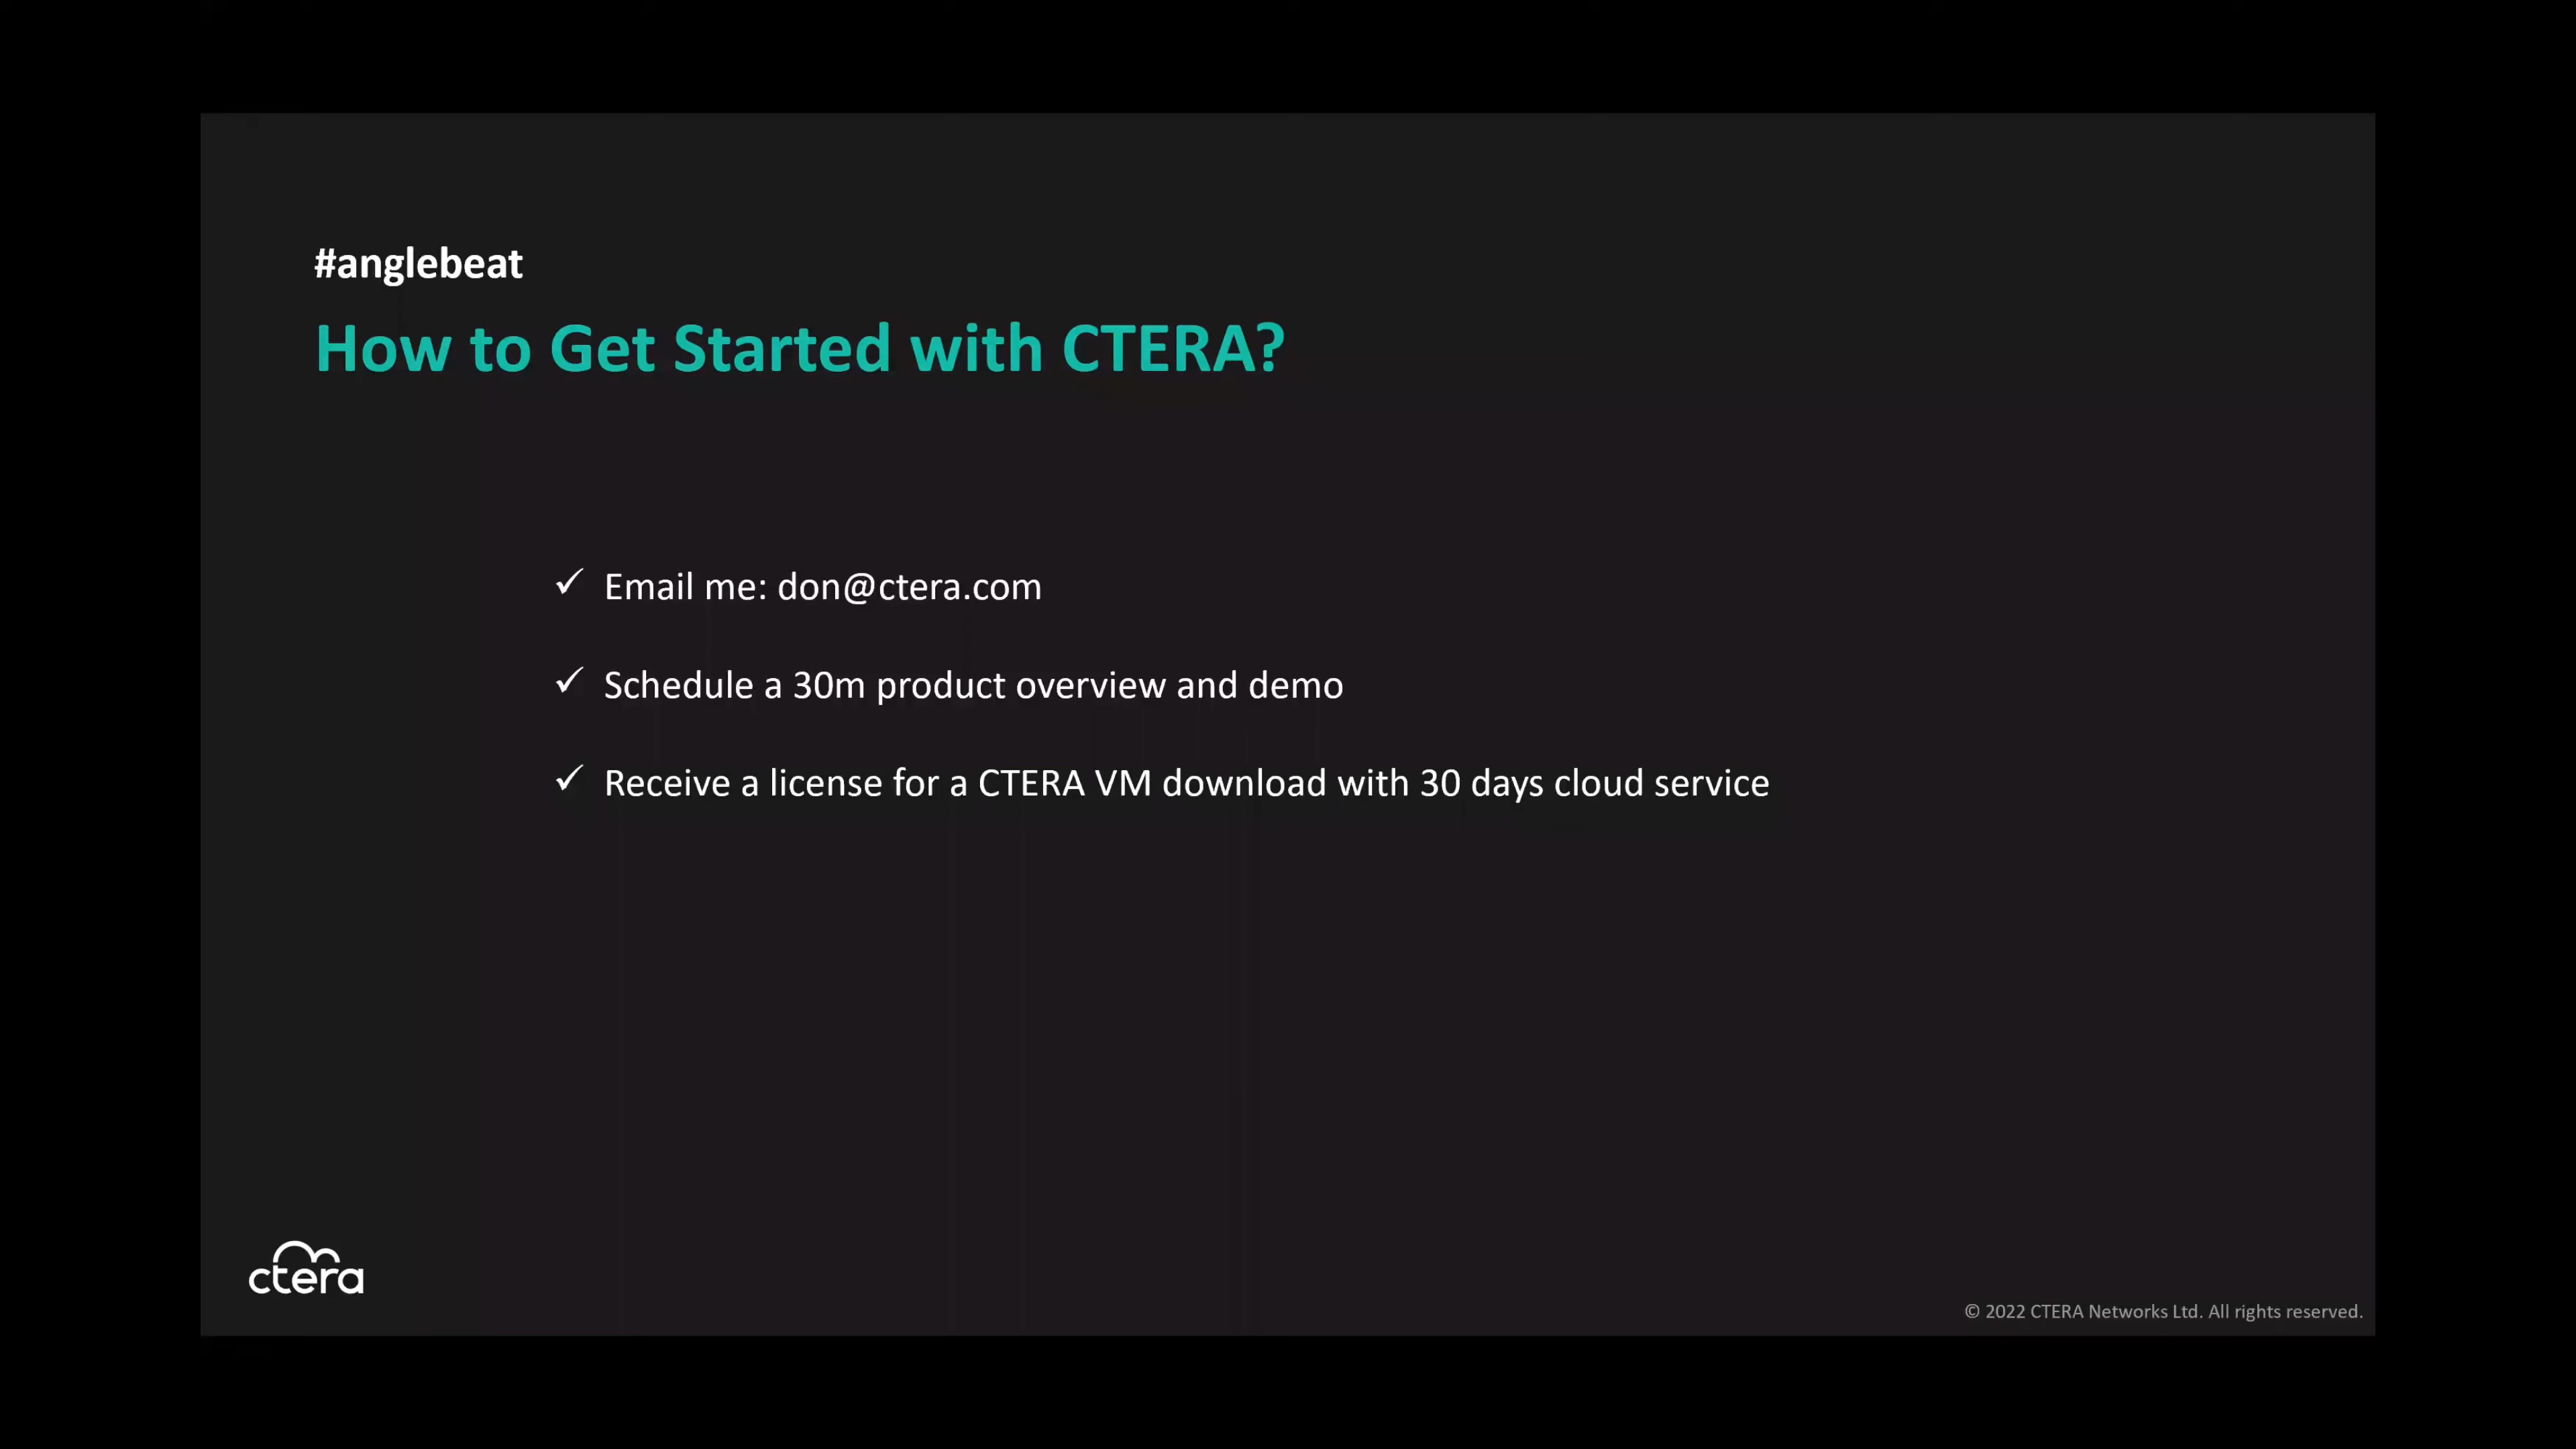 #anglebeat
How to Get Started with CTERA?
✓ Email me: don@ctera.com
✓ Schedule a 30m product overview and demo
✓ Receive a license for a CTERA VM download with 30 days cloud service
ctera
© 2022 CTERA Networks Ltd. All rights reserved.